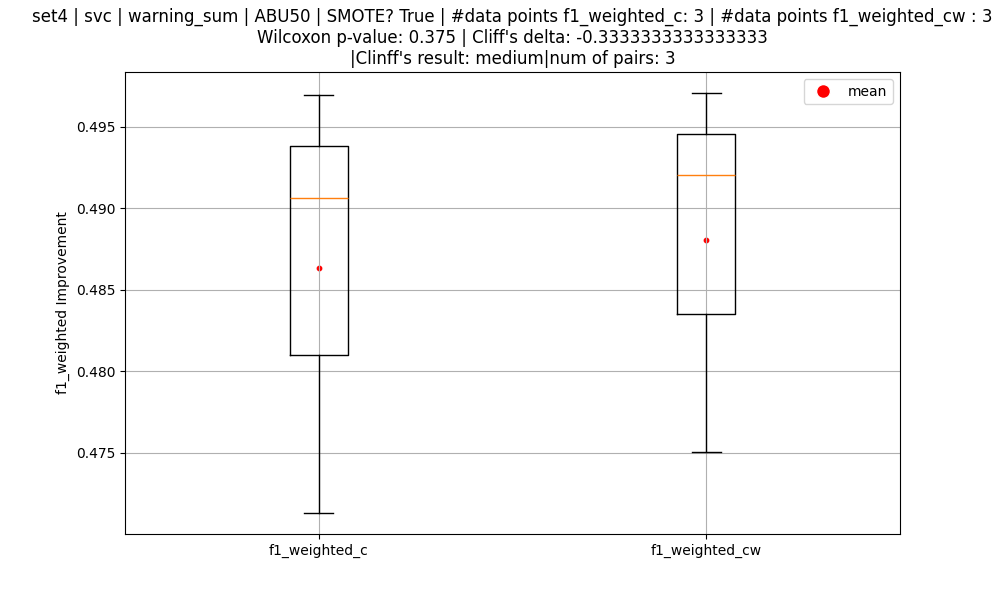 set4 | svc | warning_sum | ABU50 | SMOTE? True | #data points f1_weighted_c: 3 | #data points f1_weighted_cw : 3
Wilcoxon p-value: 0.375 | Cliff's delta: -0.3333333333333333
|Clinff's result: medium|num of pairs: 3
mean
f1_weighted Improvement
0.495
0.490
0.485
0.480
0.475
f1_weighted_c
f1_weighted_cw